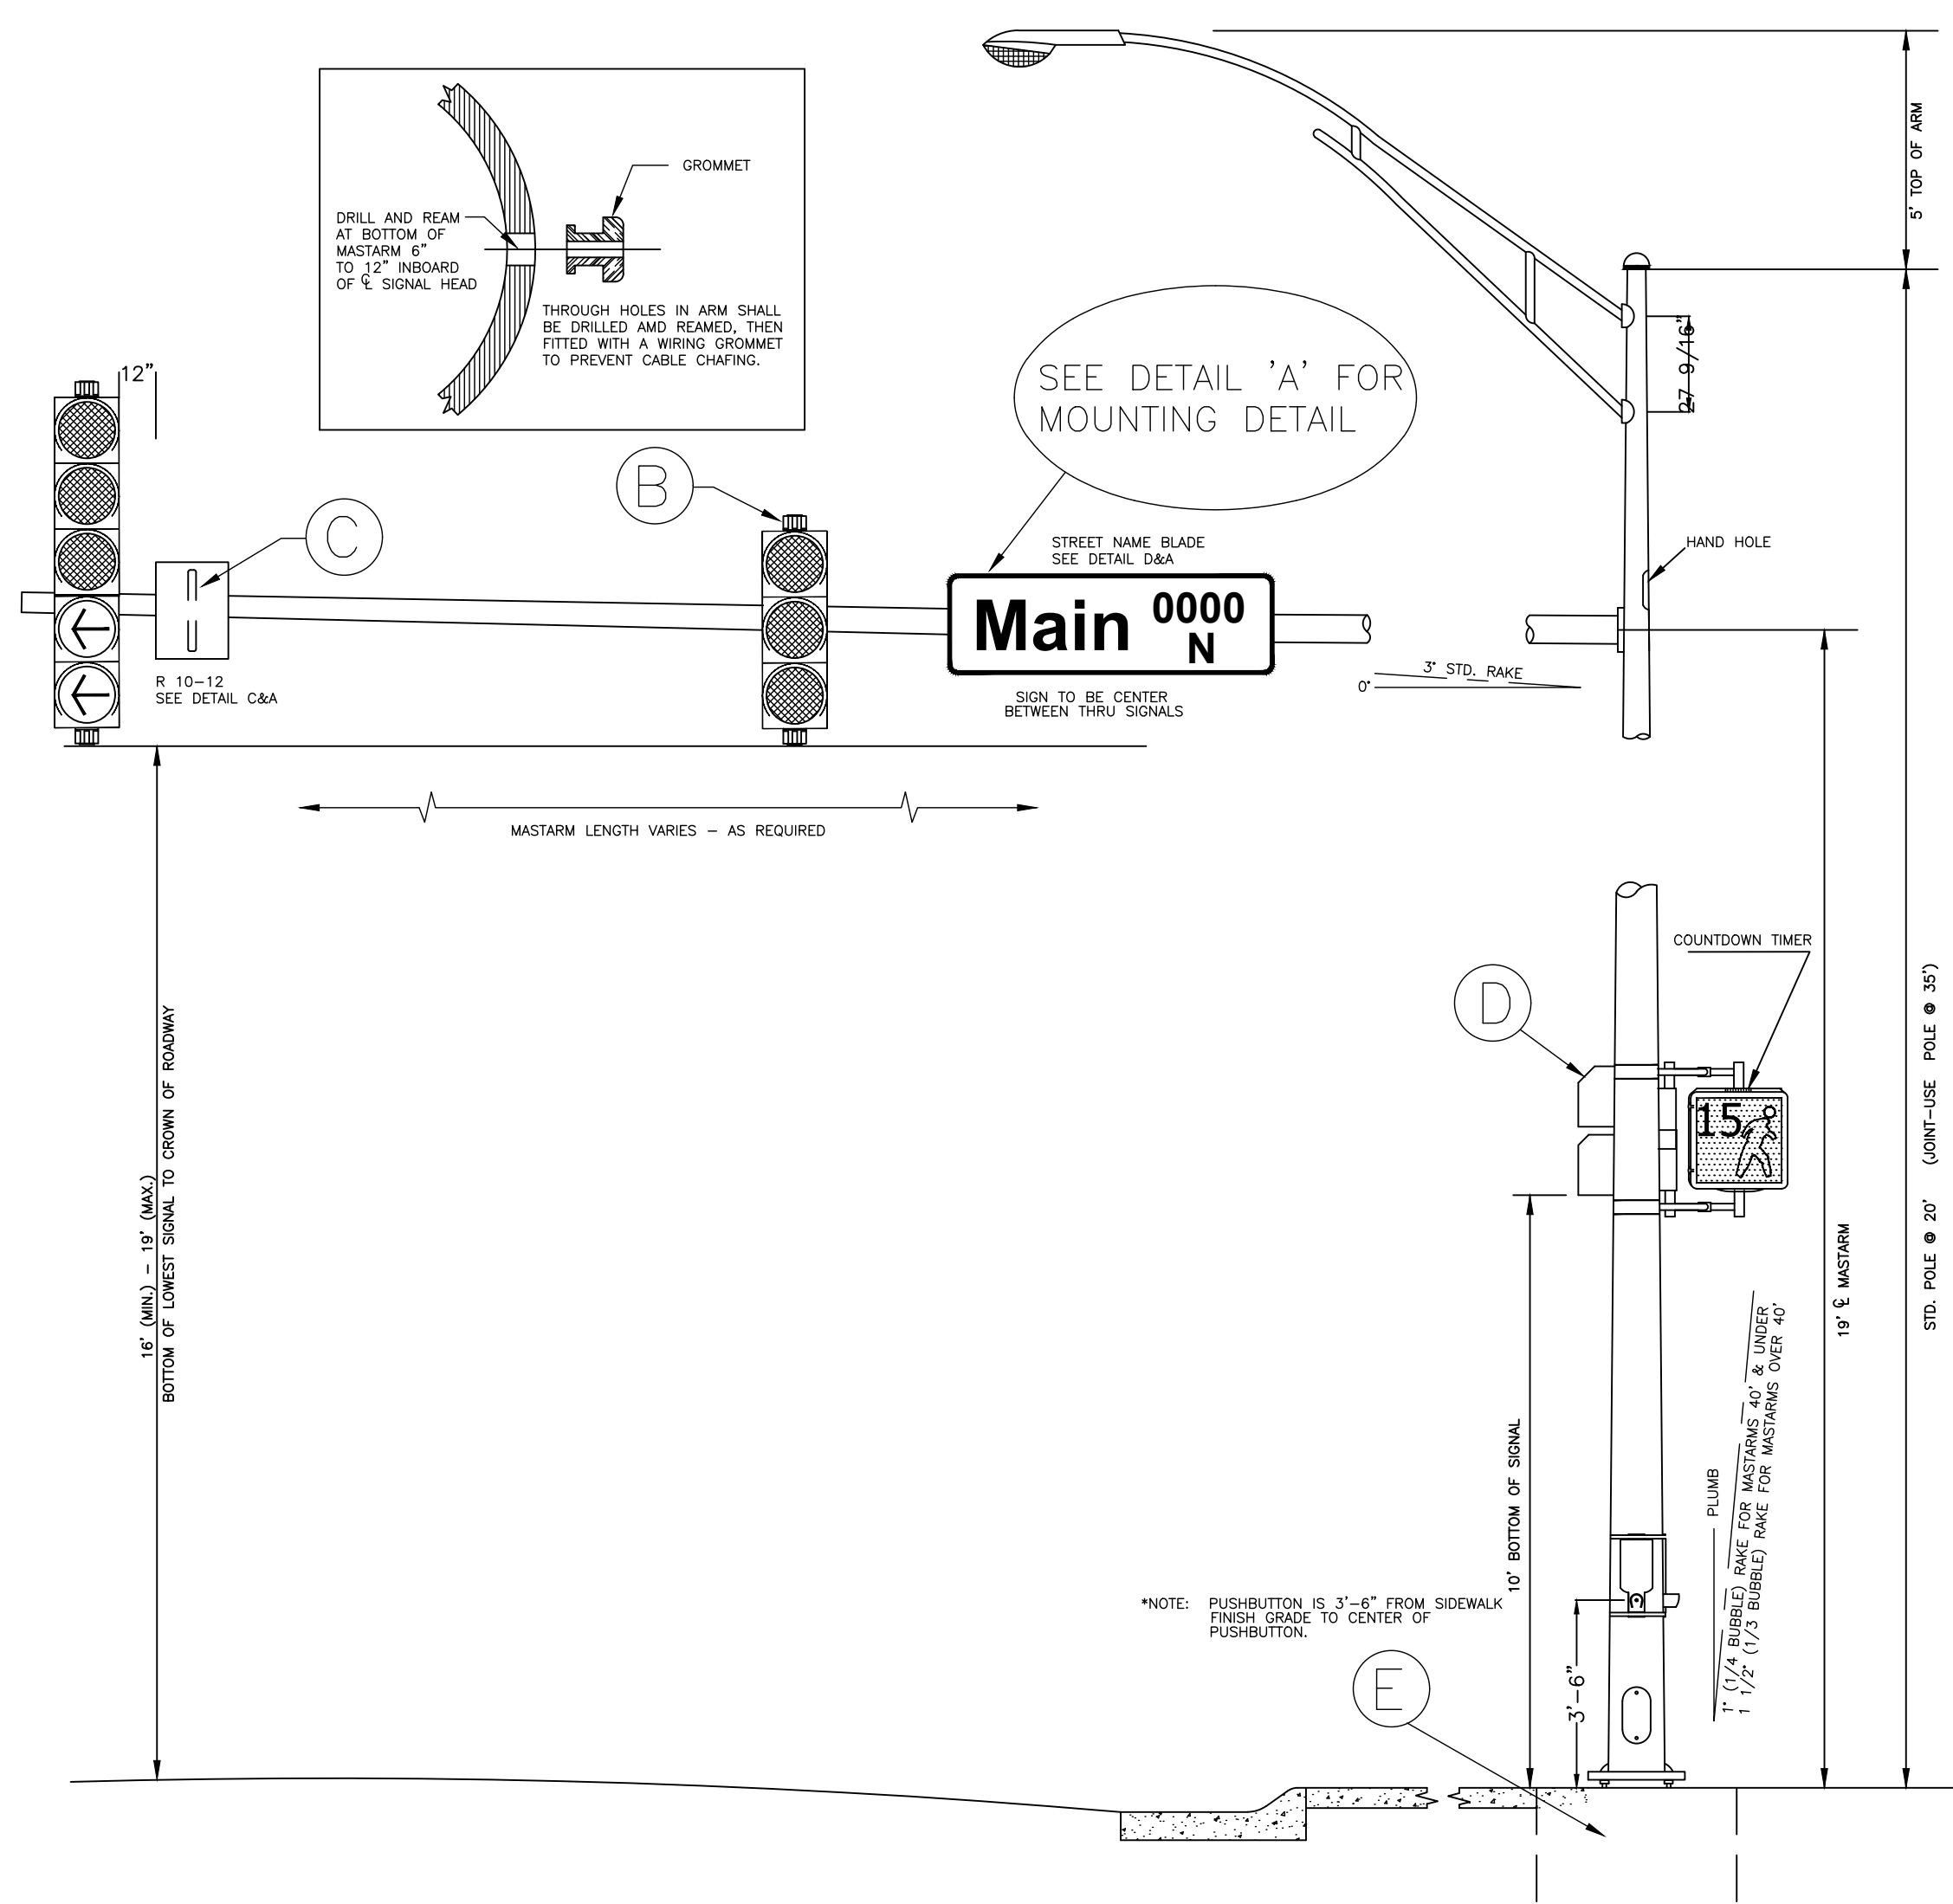 5' TOP OF ARM
GROMMET
DRILL AND REAM
AT BOTTOM OF
MASTARM 6"
TO 12" INBOARD
OF ℄ SIGNAL HEAD
THROUGH HOLES IN ARM SHALL
BE DRILLED AMD REAMED, THEN
FITTED WITH A WIRING GROMMET
TO PREVENT CABLE CHAFING.
27 9/16"
12"
SEE DETAIL 'A' FOR
MOUNTING DETAIL
B
C
STREET NAME BLADE
SEE DETAIL D&A
HAND HOLE
Main 0000
N
3° STD. RAKE
0°
R 10-12
SEE DETAIL C&A
SIGN TO BE CENTER
BETWEEN THRU SIGNALS
MASTARM LENGTH VARIES - AS REQUIRED
COUNTDOWN TIMER
D
15
16' (MIN.) - 19' (MAX.)
BOTTOM OF LOWEST SIGNAL TO CROWN OF ROADWAY
STD. POLE @ 20' (JOINT-USE POLE @ 35')
19' ℄ MASTARM
10' BOTTOM OF SIGNAL
PLUMB
1° (1/4 BUBBLE) RAKE FOR MASTARMS 40' & UNDER
1 1/2° (1/3 BUBBLE) RAKE FOR MASTARMS OVER 40'
*NOTE: PUSHBUTTON IS 3'-6" FROM SIDEWALK
FINISH GRADE TO CENTER OF
PUSHBUTTON.
3'-6"
E